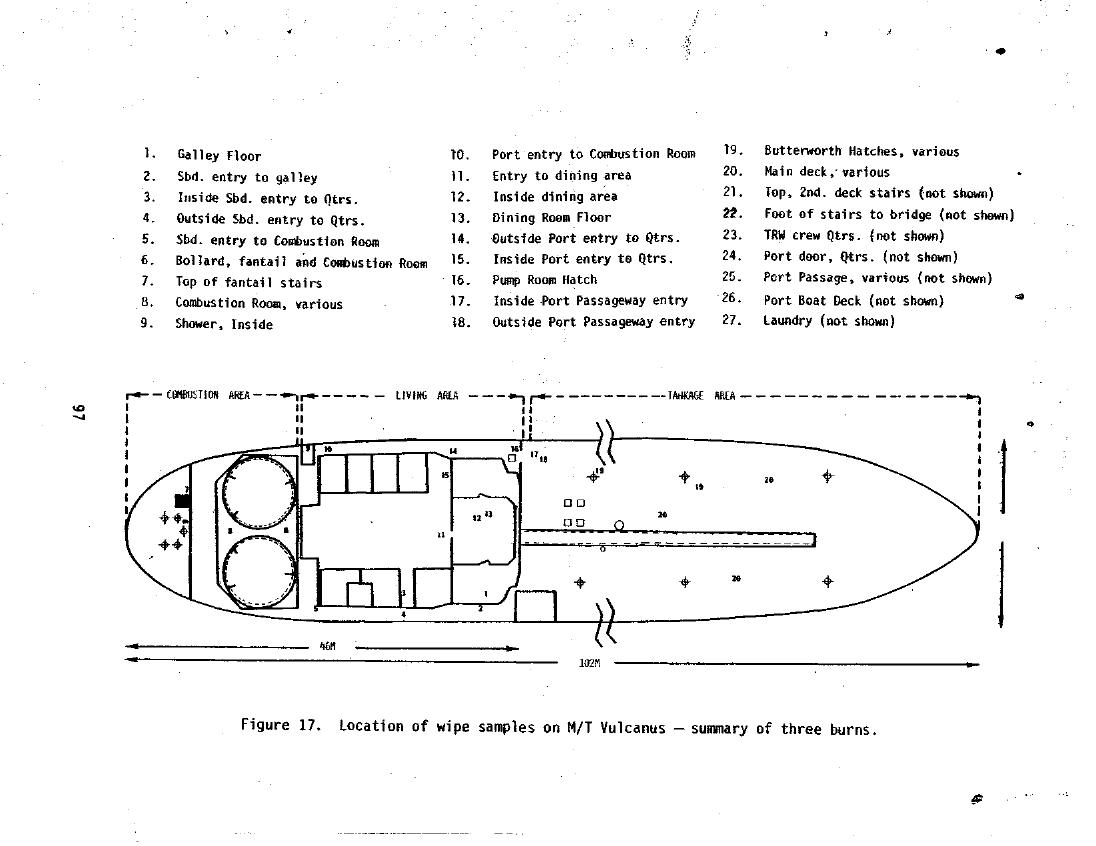 1. Galley Floor
2. Sbd. entry to galley
3. Inside Sbd. entry to Qtrs.
4. Outside Sbd. entry to Qtrs.
5. Sbd. entry to Combustion Room
6. Bollard, fantail and Combustion Room
7. Top of fantail stairs
8. Combustion Room, various
9. Shower, Inside
10. Port entry to Combustion Room
11. Entry to dining area
12. Inside dining area
13. Dining Room Floor
14. Outside Port entry to Qtrs.
15. Inside Port entry to Qtrs.
16. Pump Room Hatch
17. Inside Port Passageway entry
18. Outside Port Passageway entry
19. Butterworth Hatches, various
20. Main deck, various
21. Top, 2nd. deck stairs (not shown)
22. Foot of stairs to bridge (not shown)
23. TRW crew Qtrs. (not shown)
24. Port door, Qtrs. (not shown)
25. Port Passage, various (not shown)
26. Port Boat Deck (not shown)
27. Laundry (not shown)
97
COMBUSTION AREA
LIVING AREA
TANKAGE AREA
9
10
14
16
17
18
19
15
7
19
20
12
13
20
8
8
11
20
3
1
5
4
2
46M
102M
Figure 17. Location of wipe samples on M/T Vulcanus — summary of three burns.